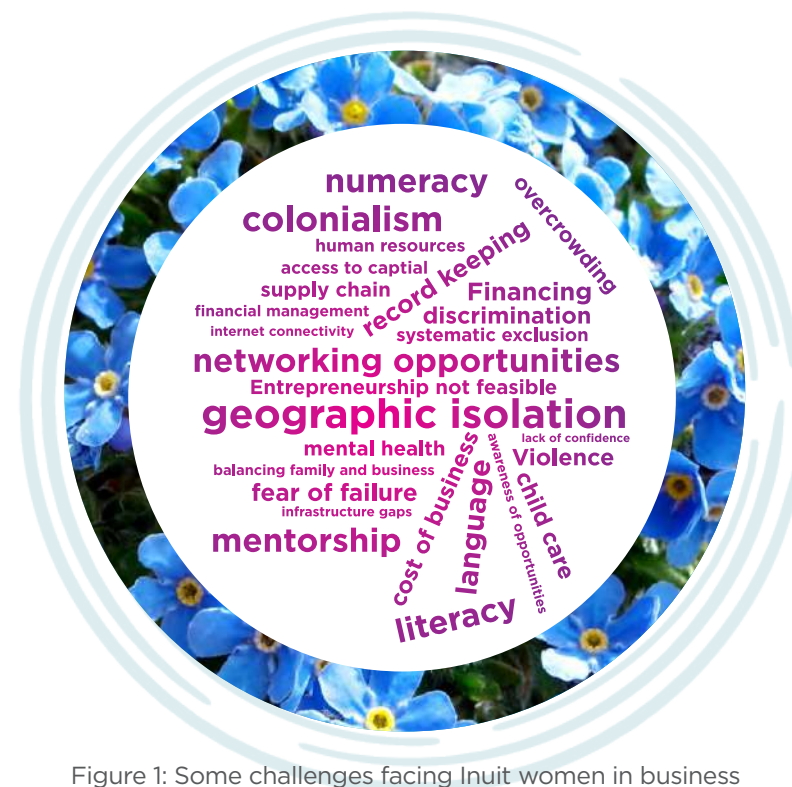 numeracy
overcrowding
colonialism
human resources
access to captial
record keeping
supply chain
Financing
financial management
discrimination
internet connectivity
systematic exclusion
networking opportunities
Entrepreneurship not feasible
geographic isolation
lack of confidence
mental health
Violence
balancing family and business
fear of failure
infrastructure gaps
mentorship
cost of business
language
awareness of opportunities
child care
literacy
Figure 1: Some challenges facing Inuit women in business